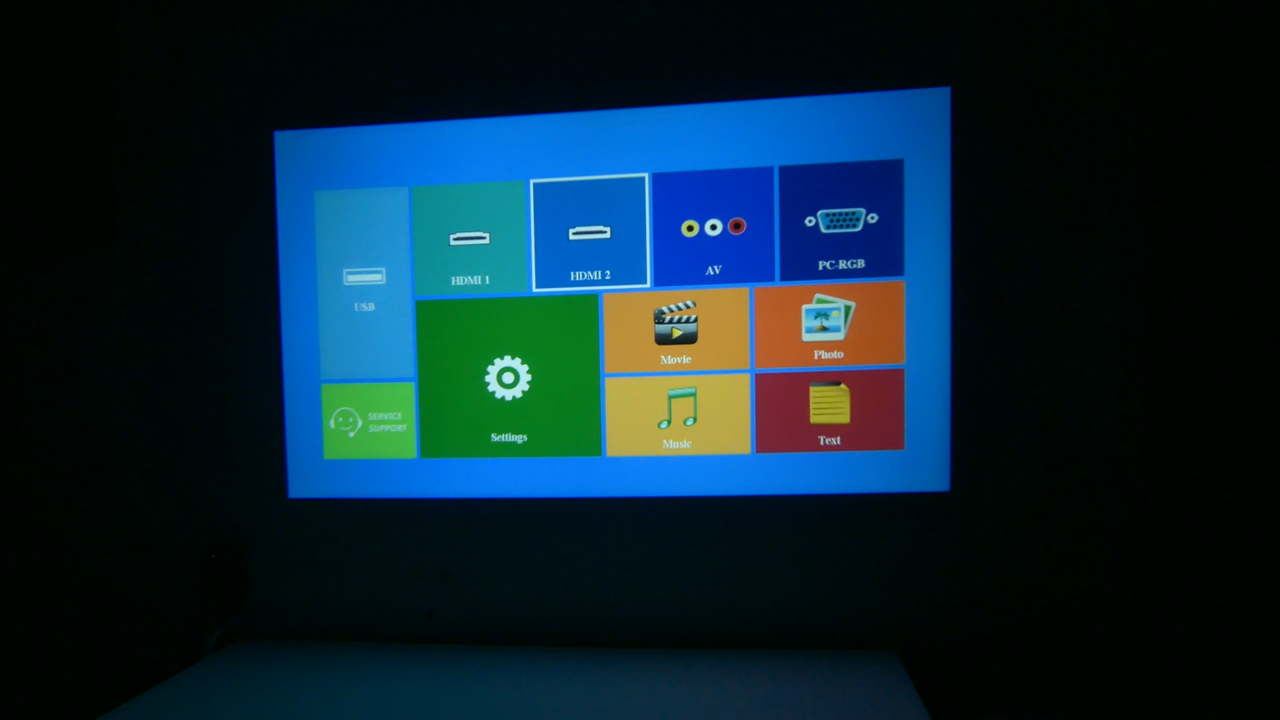 USB
HDMI 1
HDMI 2
AV
PC-RGB
SERVICE
SUPPORT
Settings
Movie
Photo
Music
Text